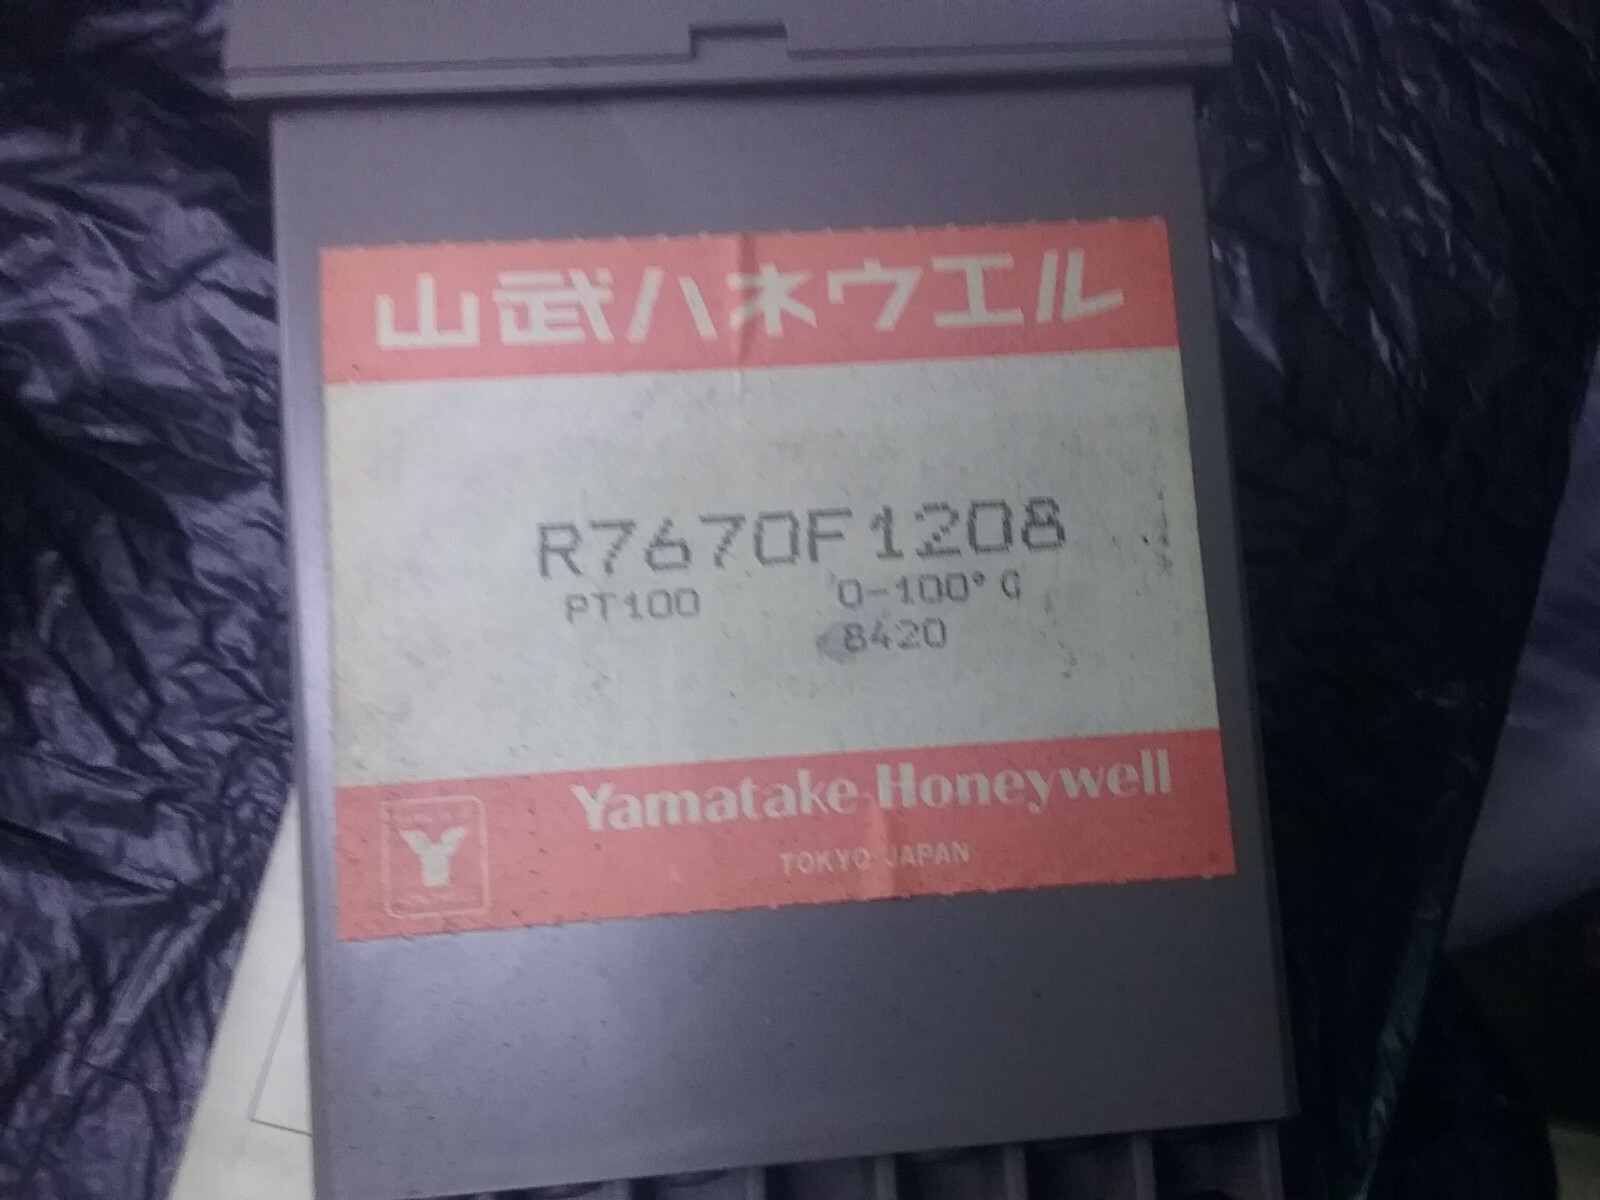 山武ハネウエル
R7670F1208
PT100 0-100°C
8420
Yamatake-Honeywell
TOKYO JAPAN
Y